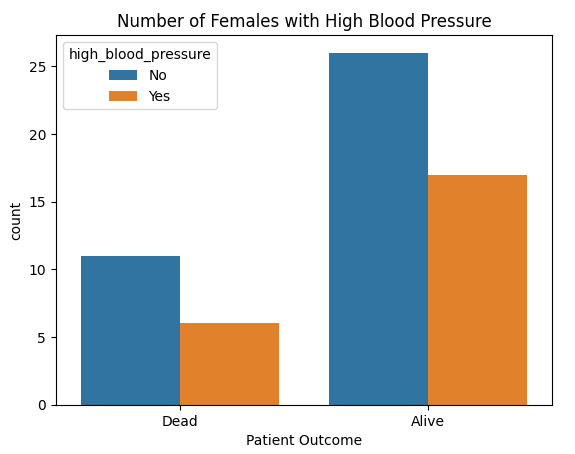 Number of Females with High Blood Pressure
high_blood_pressure
No
Yes
25
20
15
10
5
0
count
Dead
Alive
Patient Outcome